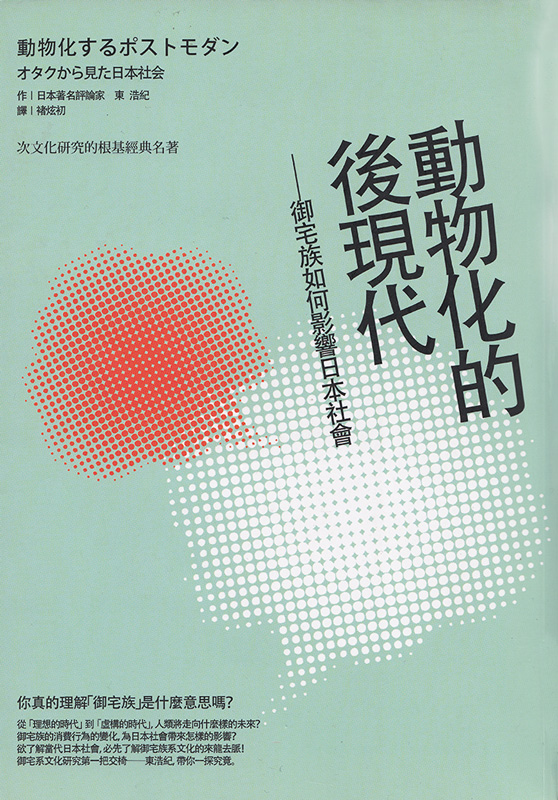 動物化するポストモダン
オタクから見た日本社会
作｜日本著名評論家　東 浩紀
譯｜褚炫初
次文化研究的根基經典名著
動物化的
後現代
——御宅族如何影響日本社會
你真的理解「御宅族」是什麼意思嗎？
從「理想的時代」到「虛構的時代」，人類將走向什麼樣的未來？
御宅族的消費行為的變化，為日本社會帶來怎樣的影響？
欲了解當代日本社會，必先了解御宅族系文化的來龍去脈！
御宅系文化研究第一把交椅——東浩紀，帶你一探究竟。